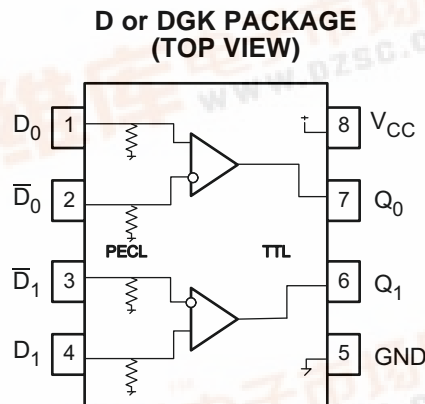 D or DGK PACKAGE
(TOP VIEW)
D0 1
8 VCC
D̅0 2
7 Q0
PECL TTL
D̅1 3
6 Q1
D1 4
5 GND